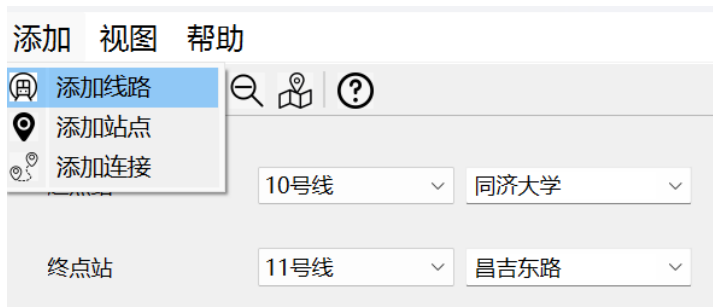 添加 视图 帮助
添加线路
添加站点
添加连接
10号线 同济大学
终点站 11号线 昌吉东路